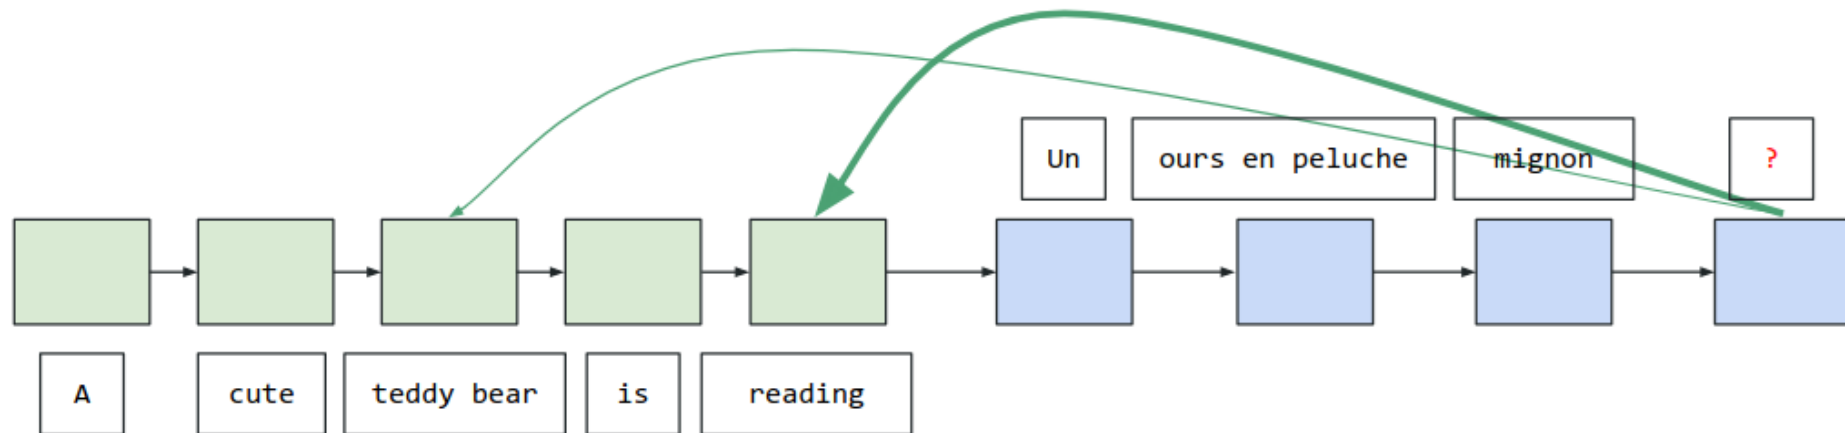 Un ours en peluche mignon ?
A cute teddy bear is reading